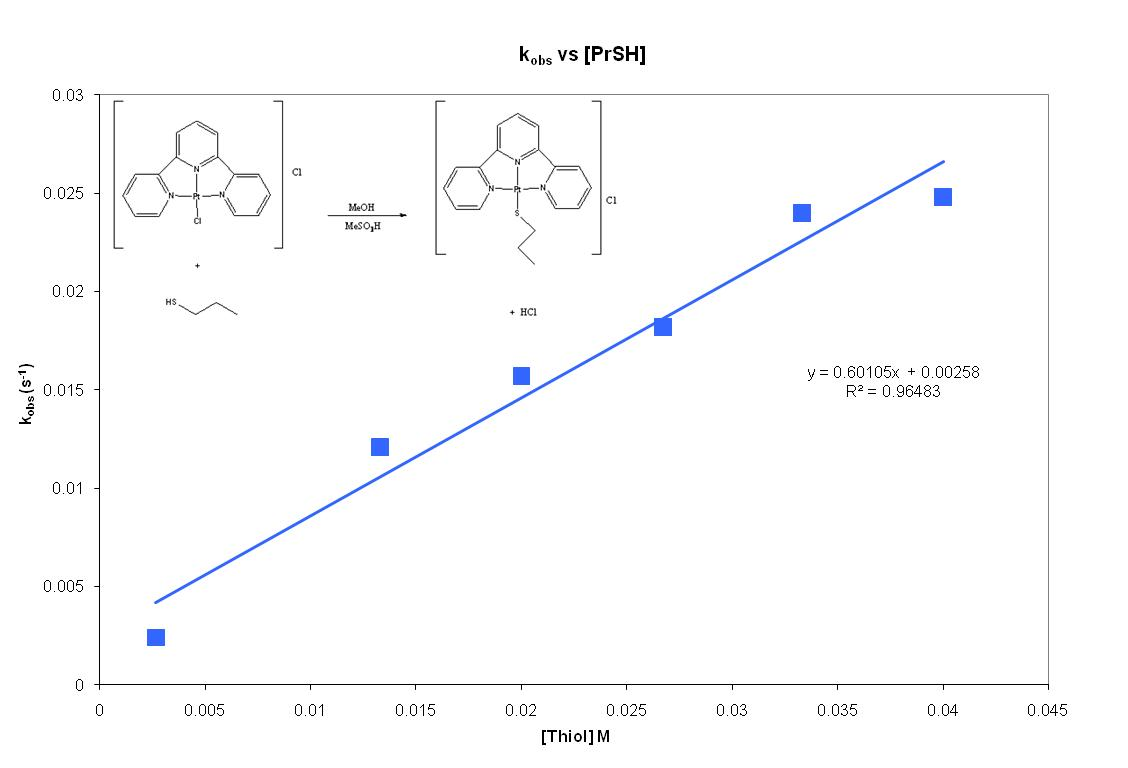 kobs vs [PrSH]
0.03
0.025
0.02
0.015
0.01
0.005
0
kobs (s-1)
N
N
N
Pt
Cl
Cl
+
HS
MeOH
MeSO3H
N
N
N
Pt
S
Cl
+ HCl
y = 0.60105x + 0.00258
R² = 0.96483
0 0.005 0.01 0.015 0.02 0.025 0.03 0.035 0.04 0.045
[Thiol] M